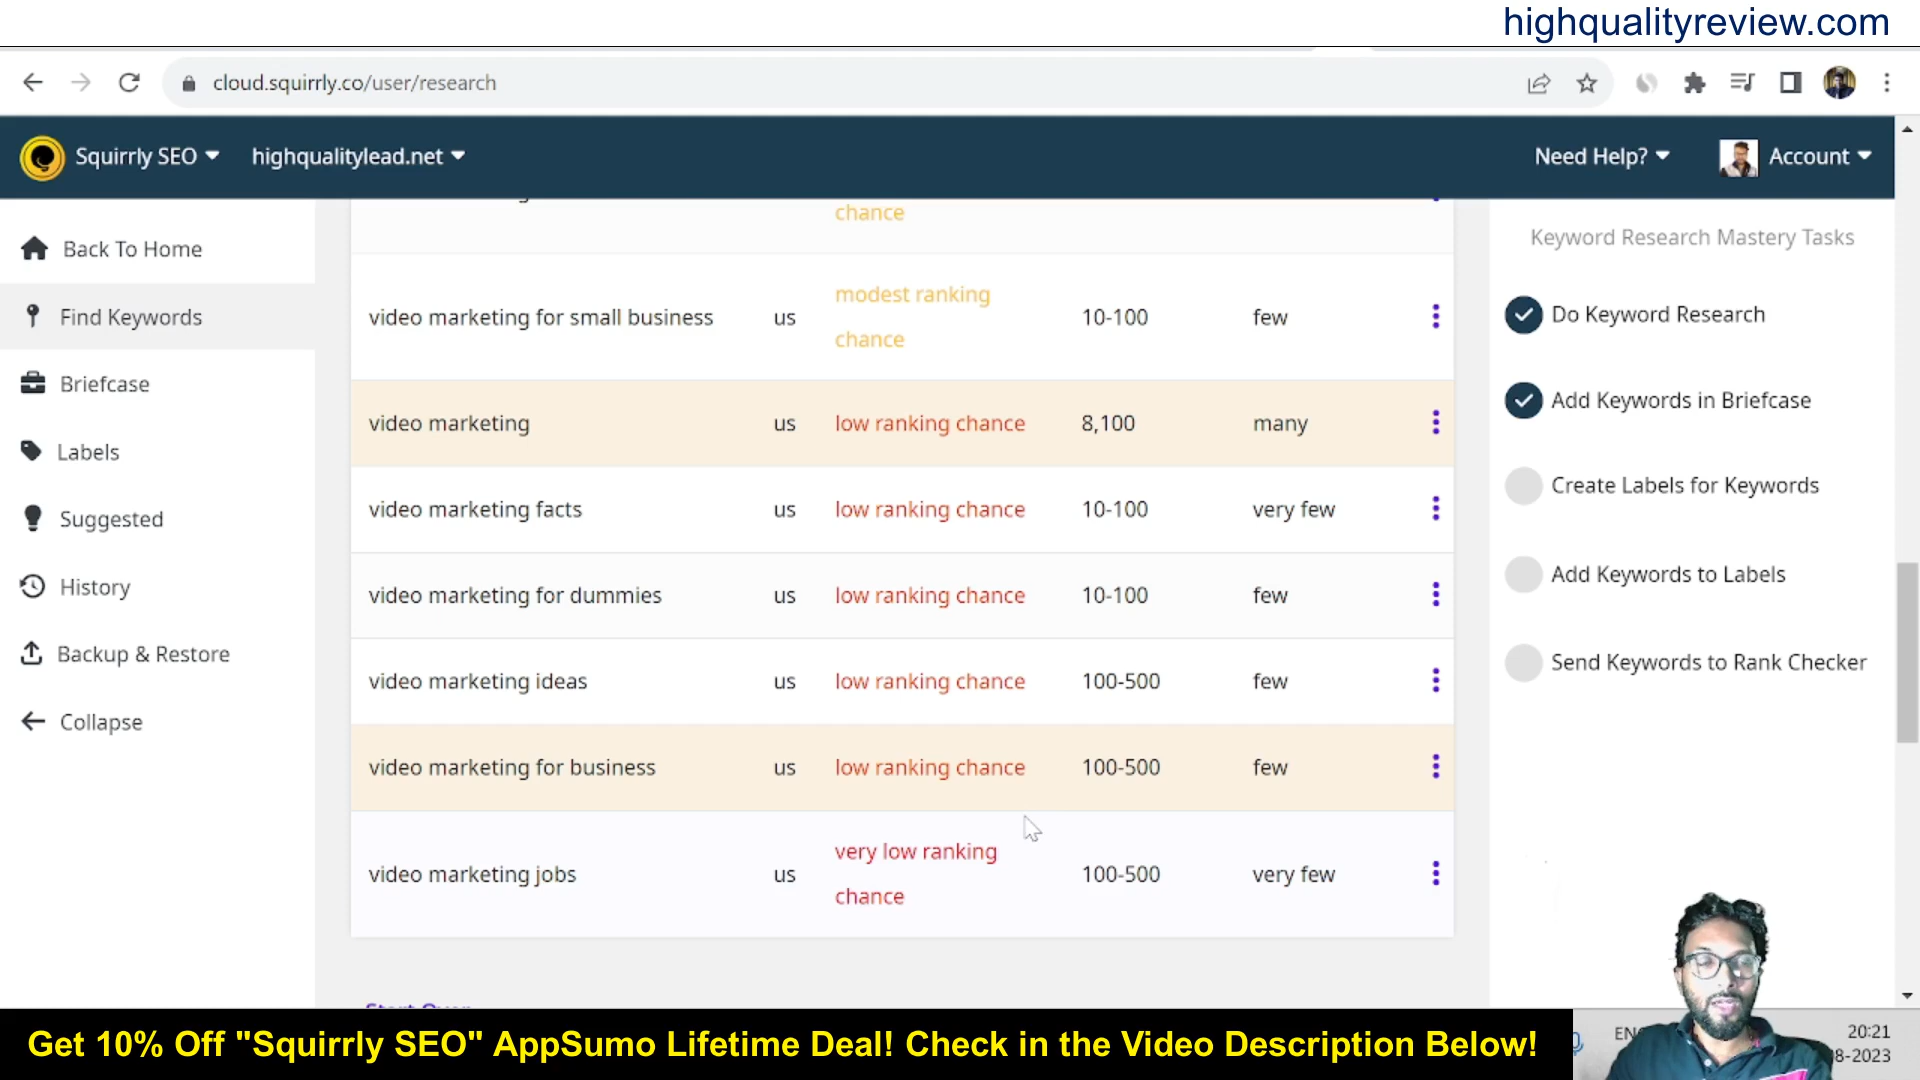 highqualityreview.com
cloud.squirrly.co/user/research
Squirrly SEO
highqualitylead.net
Need Help?
Account
Back To Home
Find Keywords
Briefcase
Labels
Suggested
History
Backup & Restore
Collapse
chance
video marketing for small business us modest ranking chance 10-100 few
video marketing us low ranking chance 8,100 many
video marketing facts us low ranking chance 10-100 very few
video marketing for dummies us low ranking chance 10-100 few
video marketing ideas us low ranking chance 100-500 few
video marketing for business us low ranking chance 100-500 few
video marketing jobs us very low ranking chance 100-500 very few
Keyword Research Mastery Tasks
Do Keyword Research
Add Keywords in Briefcase
Create Labels for Keywords
Add Keywords to Labels
Send Keywords to Rank Checker
Get 10% Off "Squirrly SEO" AppSumo Lifetime Deal! Check in the Video Description Below!
20:21
8-2023